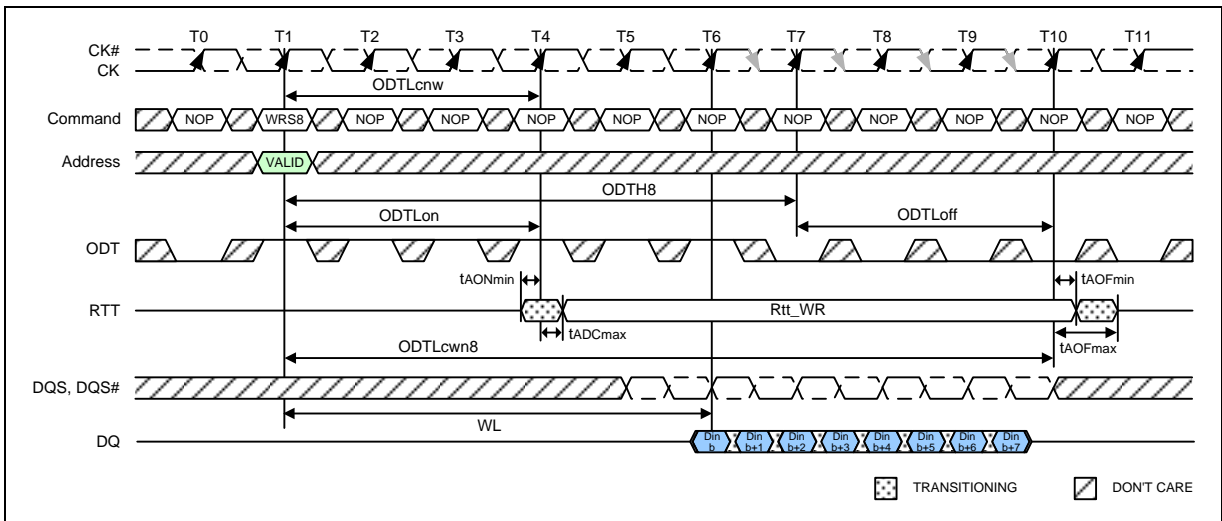 T0 T1 T2 T3 T4 T5 T6 T7 T8 T9 T10 T11
CK#
CK
ODTLcnw
Command NOP WRS8 NOP NOP NOP NOP NOP NOP NOP NOP NOP NOP
Address VALID
ODTH8
ODTLon ODTLoff
ODT
tAONmin tAOFmin
RTT Rtt_WR
tADCmax tAOFmax
ODTLcwn8
DQS, DQS#
WL
DQ Din b Din b+1 Din b+2 Din b+3 Din b+4 Din b+5 Din b+6 Din b+7
TRANSITIONING DON'T CARE